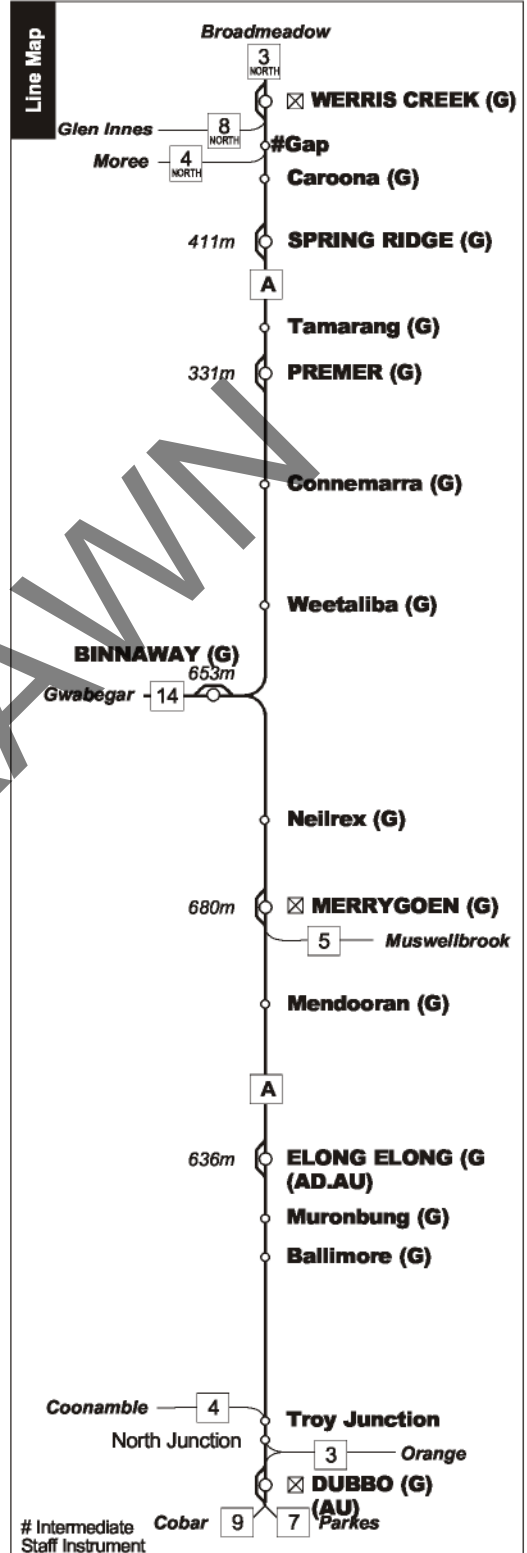 Line Map
Broadmeadow
3
NORTH
☒ WERRIS CREEK (G)
Glen Innes
8
NORTH
#Gap
Moree
4
NORTH
Caroona (G)
411m
SPRING RIDGE (G)
A
Tamarang (G)
331m
PREMER (G)
Connemarra (G)
Weetaliba (G)
BINNAWAY (G)
653m
Gwabegar
14
Neilrex (G)
680m
☒ MERRYGOEN (G)
5
Muswellbrook
Mendooran (G)
A
636m
ELONG ELONG (G
(AD.AU)
Muronbung (G)
Ballimore (G)
Coonamble
4
Troy Junction
North Junction
3
Orange
☒ DUBBO (G)
(AU)
Cobar
9
7
Parkes
# Intermediate
Staff Instrument
AWN